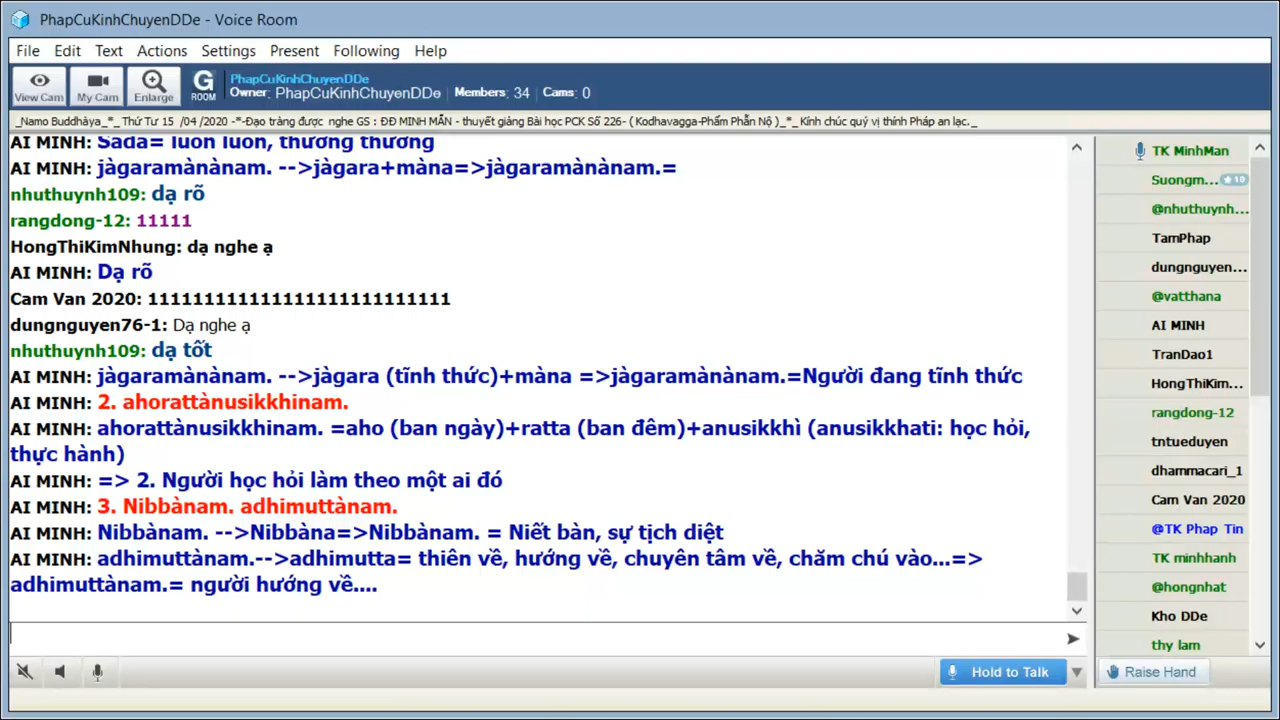 PhapCuKinhChuyenDDe - Voice Room
File Edit Text Actions Settings Present Following Help
View Cam My Cam Enlarge G ROOM
PhapCuKinhChuyenDDe
Owner: PhapCuKinhChuyenDDe Members: 34 Cams: 0
_Namo Buddhàya_*_ Thứ Tư 15 /04 /2020 -*-Đạo tràng được nghe GS : ĐĐ MINH MẪN - thuyết giảng Bài học PCK Số 226- ( Kodhavagga-Phẩm Phẫn Nộ )_*_ Kính chúc quý vị thính Pháp an lạc._
AI MINH: Sadà= luôn luôn, thường thường
AI MINH: jàgaramànànam. -->jàgara+màna=>jàgaramànànam.=
nhuthuynh109: dạ rõ
rangdong-12: 11111
HongThiKimNhung: dạ nghe ạ
AI MINH: Dạ rõ
Cam Van 2020: 1111111111111111111111111111
dungnguyen76-1: Dạ nghe ạ
nhuthuynh109: dạ tốt
AI MINH: jàgaramànànam. -->jàgara (tĩnh thức)+màna =>jàgaramànànam.=Người đang tĩnh thức
AI MINH: 2. ahorattànusikkhinam.
AI MINH: ahorattànusikkhinam. =aho (ban ngày)+ratta (ban đêm)+anusikkhì (anusikkhati: học hỏi,
thực hành)
AI MINH: => 2. Người học hỏi làm theo một ai đó
AI MINH: 3. Nibbànam. adhimuttànam.
AI MINH: Nibbànam. -->Nibbàna=>Nibbànam. = Niết bàn, sự tịch diệt
AI MINH: adhimuttànam.-->adhimutta= thiên về, hướng về, chuyên tâm về, chăm chú vào...=>
adhimuttànam.= người hướng về....
TK MinhMan
Suongm... 10
@nhuthuynh...
TamPhap
dungnguyen...
@vatthana
AI MINH
TranDao1
HongThiKim...
rangdong-12
tntueduyen
dhammacari_1
Cam Van 2020
@TK Phap Tin
TK minhhanh
@hongnhat
Kho DDe
thy lam
Hold to Talk
Raise Hand